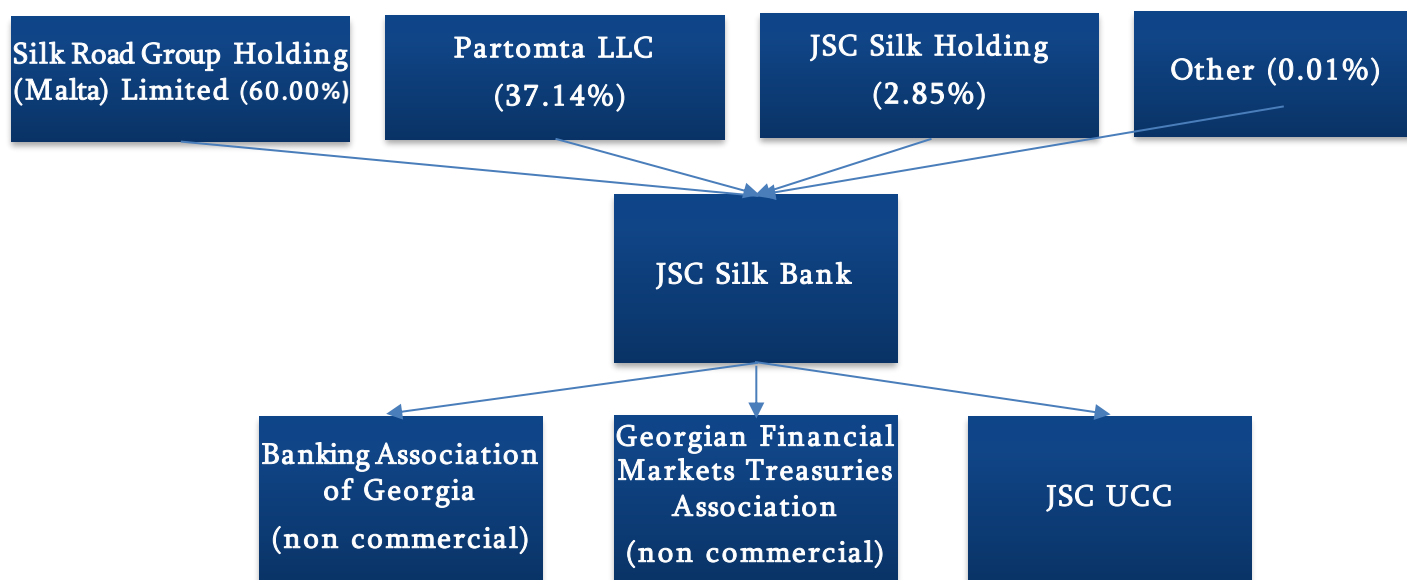 Silk Road Group Holding
(Malta) Limited (60.00%)
Partomta LLC
(37.14%)
JSC Silk Holding
(2.85%)
Other (0.01%)
JSC Silk Bank
Banking Association
of Georgia
(non commercial)
Georgian Financial
Markets Treasuries
Association
(non commercial)
JSC UCC